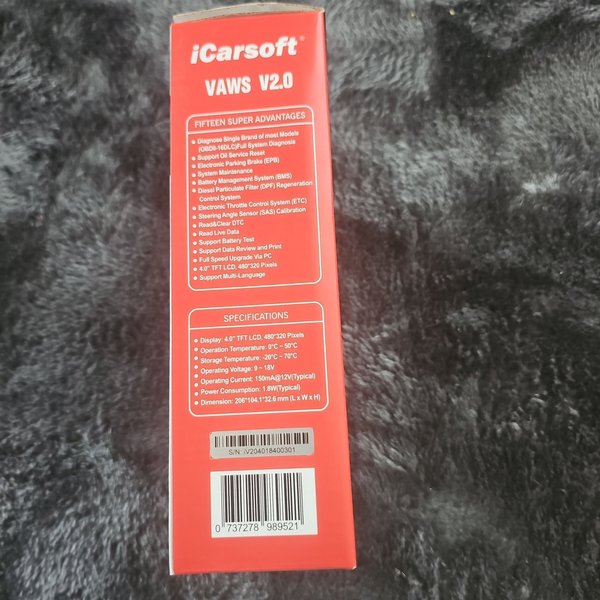 iCarsoft®
VAWS V2.0
FIFTEEN SUPER ADVANTAGES
• Diagnose Single Brand of most Models
(OBDII-16DLC)Full System Diagnosis
• Support Oil Service Reset
• Electronic Parking Brake (EPB)
• System Maintenance
• Battery Management System (BMS)
• Diesel Particulate Filter (DPF) Regeneration
Control System
• Electronic Throttle Control System (ETC)
• Steering Angle Sensor (SAS) Calibration
• Read&Clear DTC
• Read Live Data
• Support Battery Test
• Support Data Review and Print
• Full Speed Upgrade Via PC
• 4.0" TFT LCD, 480*320 Pixels
• Support Multi-Language
SPECIFICATIONS
• Display: 4.0" TFT LCD, 480*320 Pixels
• Operation Temperature: 0°C ~ 50°C
• Storage Temperature: -20°C ~ 70°C
• Operating Voltage: 9 ~ 18V
• Operating Current: 150mA@12V(Typical)
• Power Consumption: 1.8W(Typical)
• Dimension: 206*104.1*32.6 mm (L x W x H)
S/N: iV204018400301
0 737278 989521